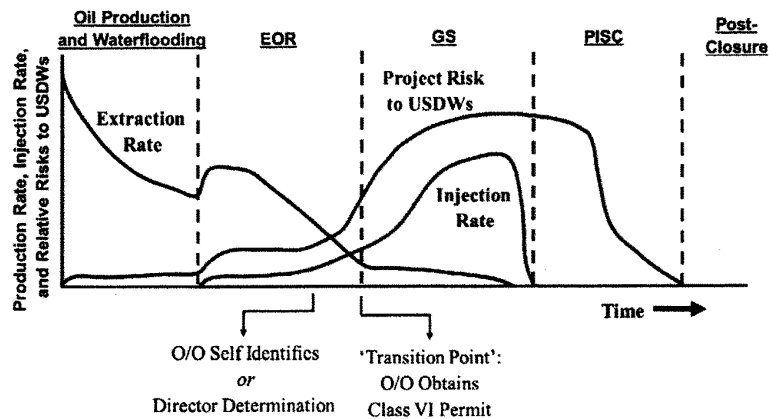 Oil Production
and Waterflooding
EOR
GS
PISC
Post-
Closure
Production Rate, Injection Rate,
and Relative Risks to USDWs
Extraction
Rate
Project Risk
to USDWs
Injection
Rate
Time
O/O Self Identifics
or
Director Determination
'Transition Point':
O/O Obtains
Class VI Permit